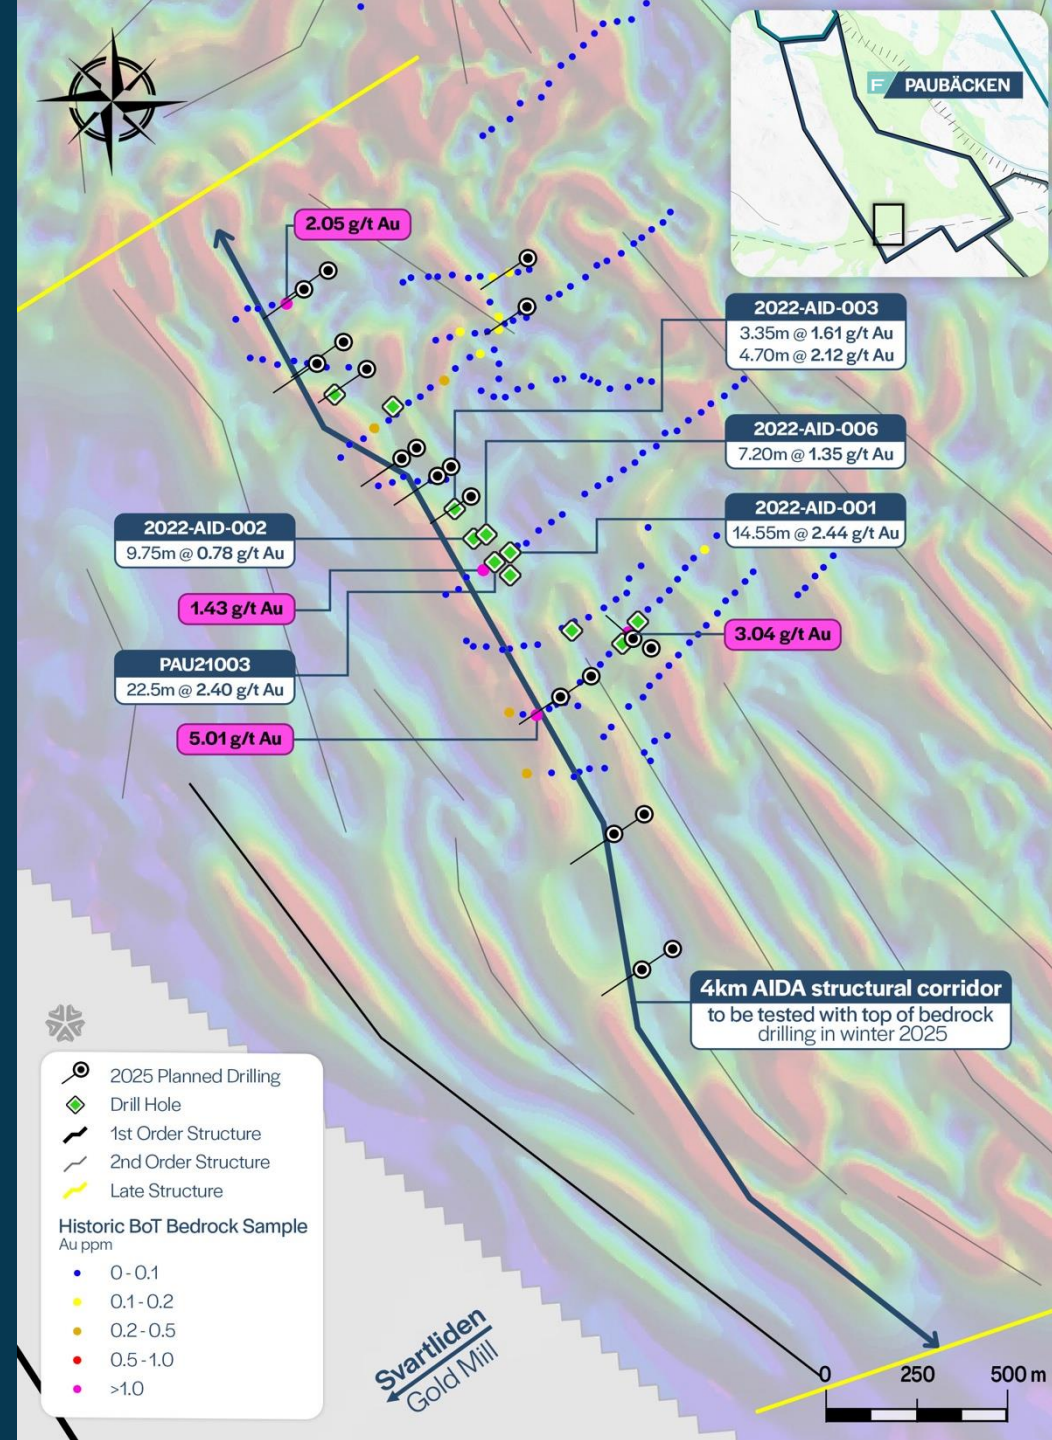 F PAUBÄCKEN
2.05 g/t Au
2022-AID-003
3.35m @ 1.61 g/t Au
4.70m @ 2.12 g/t Au
2022-AID-006
7.20m @ 1.35 g/t Au
2022-AID-001
14.55m @ 2.44 g/t Au
2022-AID-002
9.75m @ 0.78 g/t Au
1.43 g/t Au
3.04 g/t Au
PAU21003
22.5m @ 2.40 g/t Au
5.01 g/t Au
4km AIDA structural corridor
to be tested with top of bedrock
drilling in winter 2025
2025 Planned Drilling
Drill Hole
1st Order Structure
2nd Order Structure
Late Structure
Historic BoT Bedrock Sample
Au ppm
0 - 0.1
0.1 - 0.2
0.2 - 0.5
0.5 - 1.0
>1.0
Svartliden
Gold Mill
0 250 500 m